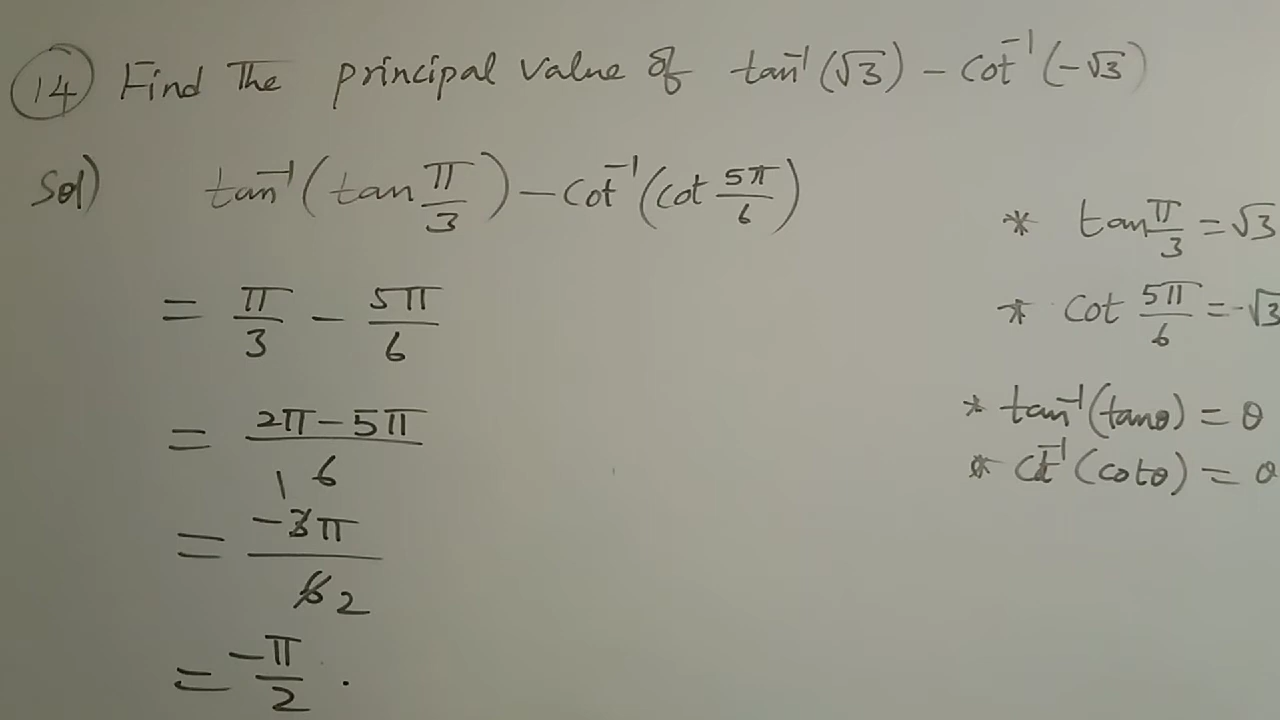 14 Find The principal value of tan⁻¹(√3) − cot⁻¹(−√3)
Sol) tan⁻¹(tan π/3) − cot⁻¹(cot 5π/6)
= π/3 − 5π/6
= 2π − 5π / 6
= −3π / 6 1 2
= −π/2 .
* tan π/3 = √3
* cot 5π/6 = -√3
* tan⁻¹(tanθ) = θ
* cot⁻¹(cotθ) = θ